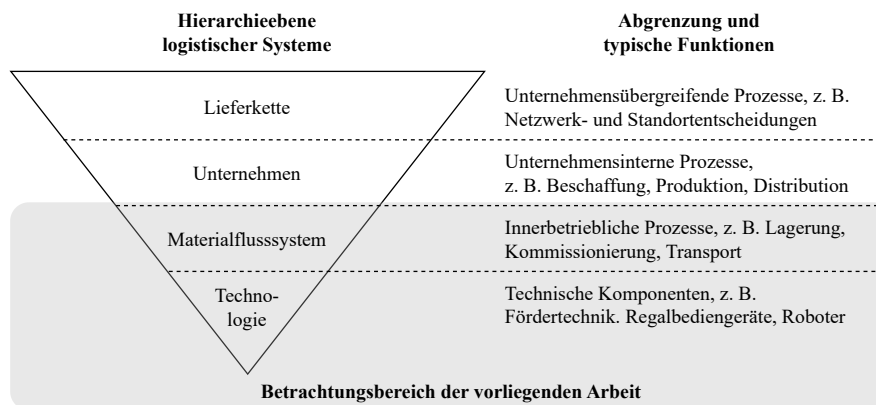 Hierarchieebene
logistischer Systeme
Abgrenzung und
typische Funktionen
Lieferkette
Unternehmensübergreifende Prozesse, z. B.
Netzwerk- und Standortentscheidungen
Unternehmen
Unternehmensinterne Prozesse,
z. B. Beschaffung, Produktion, Distribution
Materialflusssystem
Innerbetriebliche Prozesse, z. B. Lagerung,
Kommissionierung, Transport
Techno-
logie
Technische Komponenten, z. B.
Fördertechnik. Regalbediengeräte, Roboter
Betrachtungsbereich der vorliegenden Arbeit